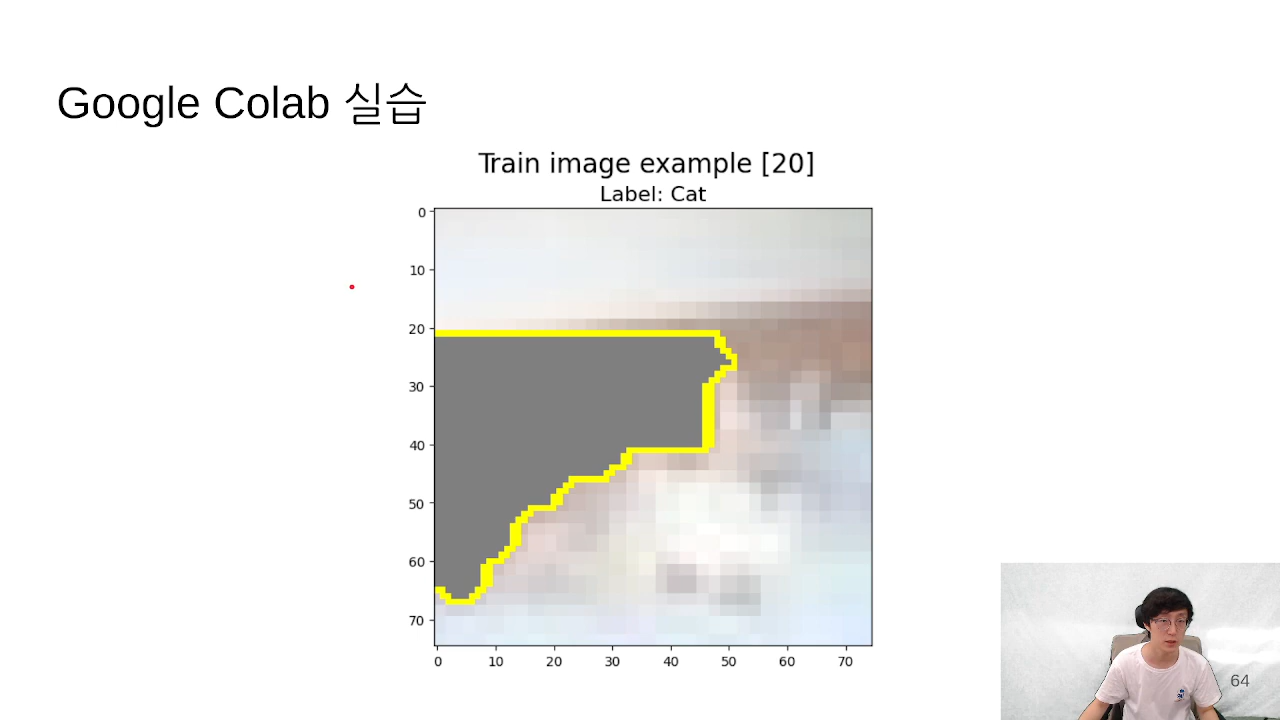 Google Colab 실습
Train image example [20]
Label: Cat
0
10
20
30
40
50
60
70
0 10 20 30 40 50 60 70
64